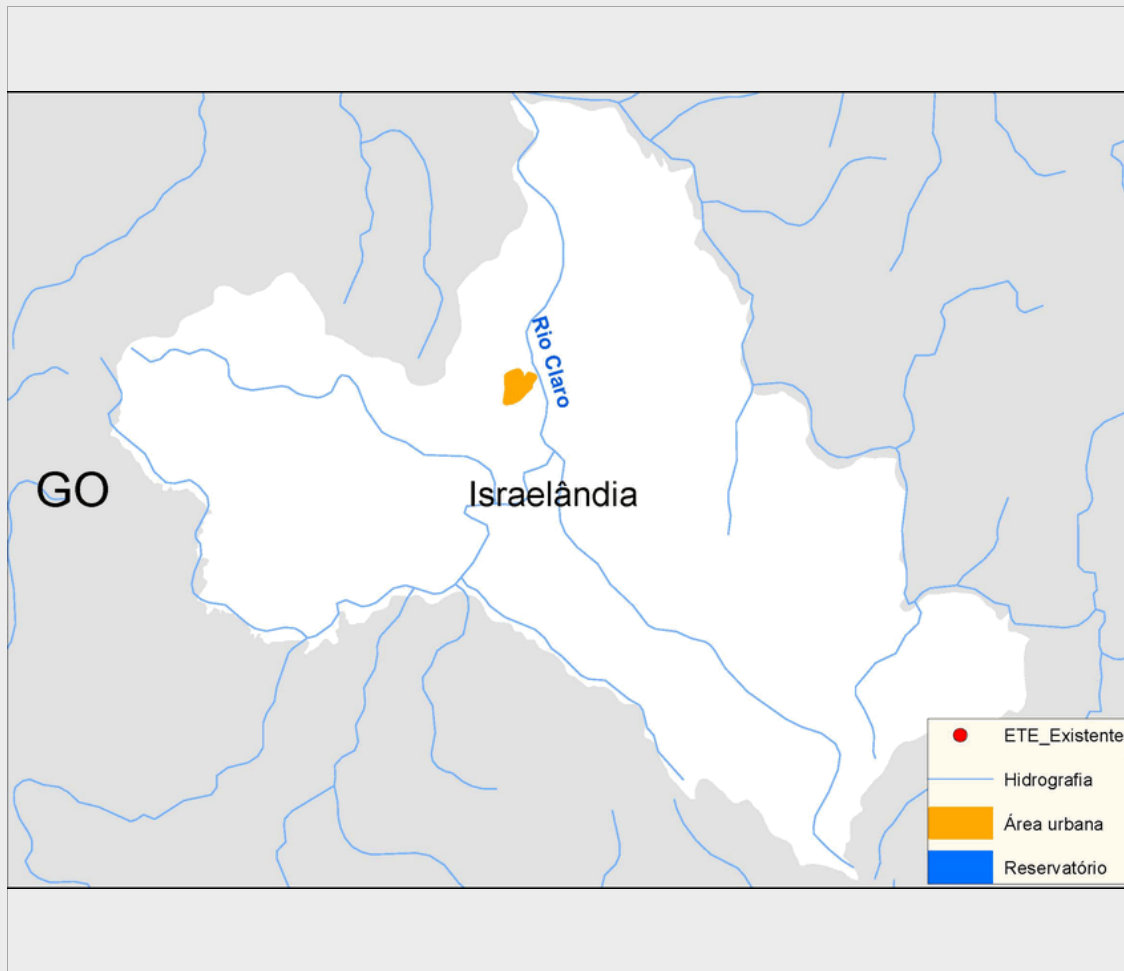 Rio Claro
GO
Israelândia
ETE_Existente
Hidrografia
Área urbana
Reservatório